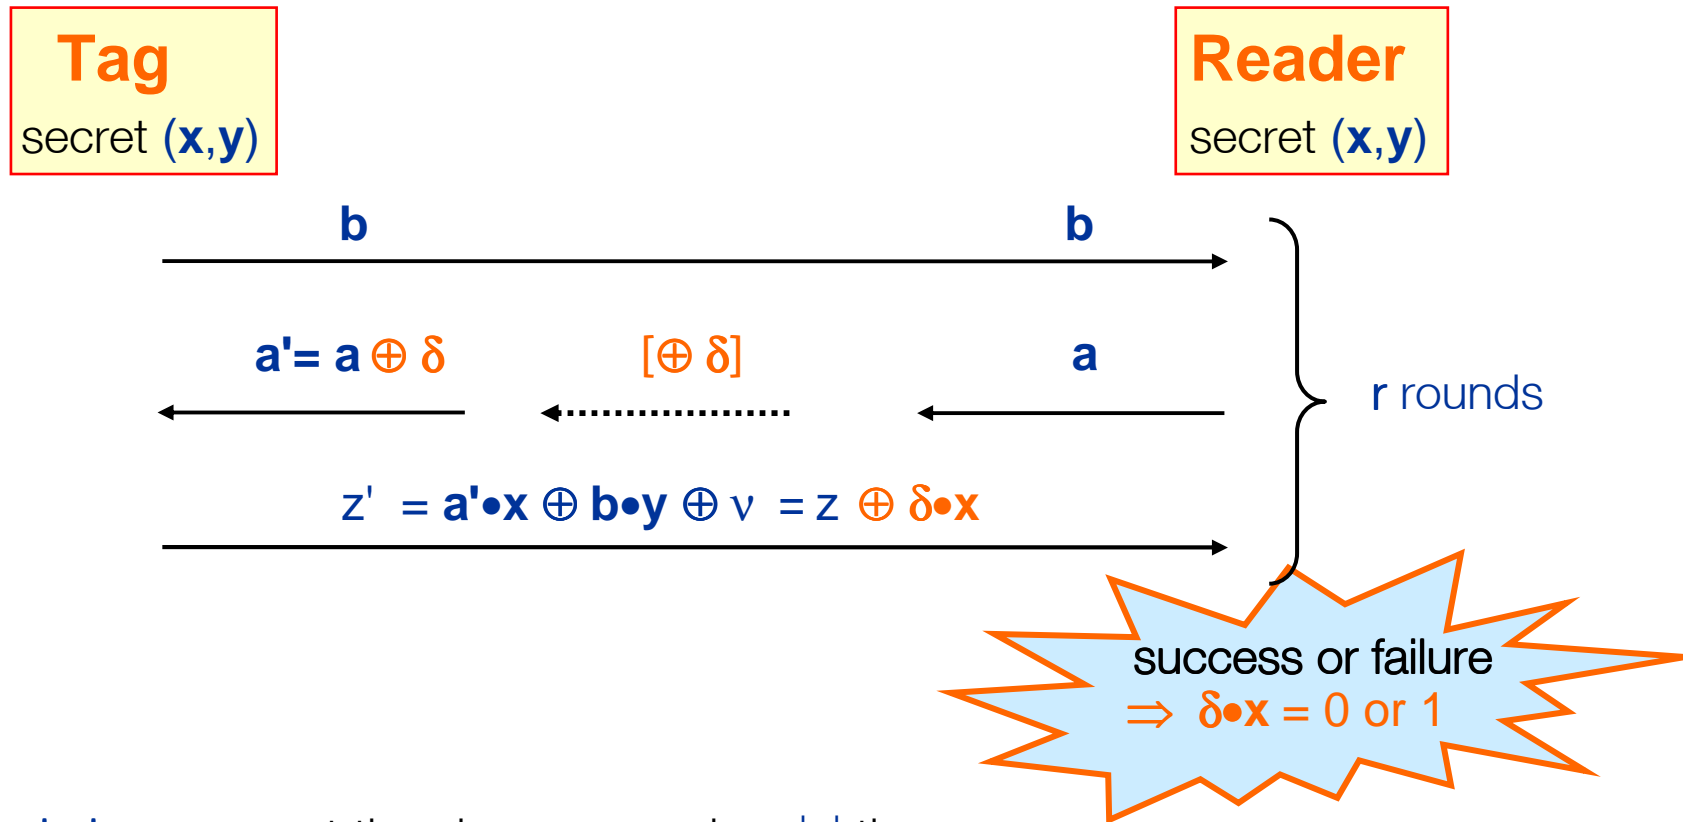 Tag
secret (x,y)
Reader
secret (x,y)
b
b
a'= a ⊕ δ
[⊕ δ]
a
r rounds
z' = a'•x ⊕ b•y ⊕ ν = z ⊕ δ•x
success or failure
⇒ δ•x = 0 or 1